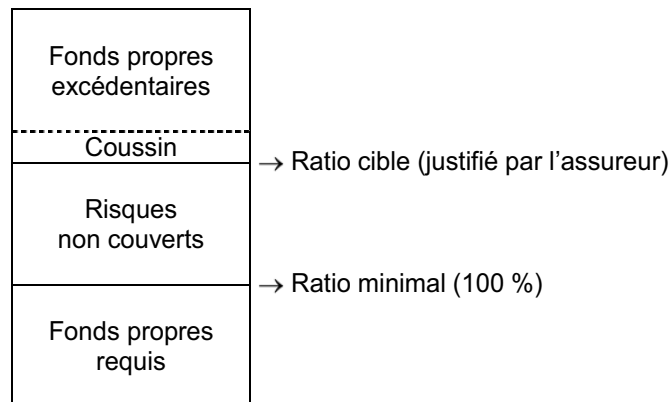 Fonds propres
excédentaires
Coussin
→ Ratio cible (justifié par l’assureur)
Risques
non couverts
→ Ratio minimal (100 %)
Fonds propres
requis